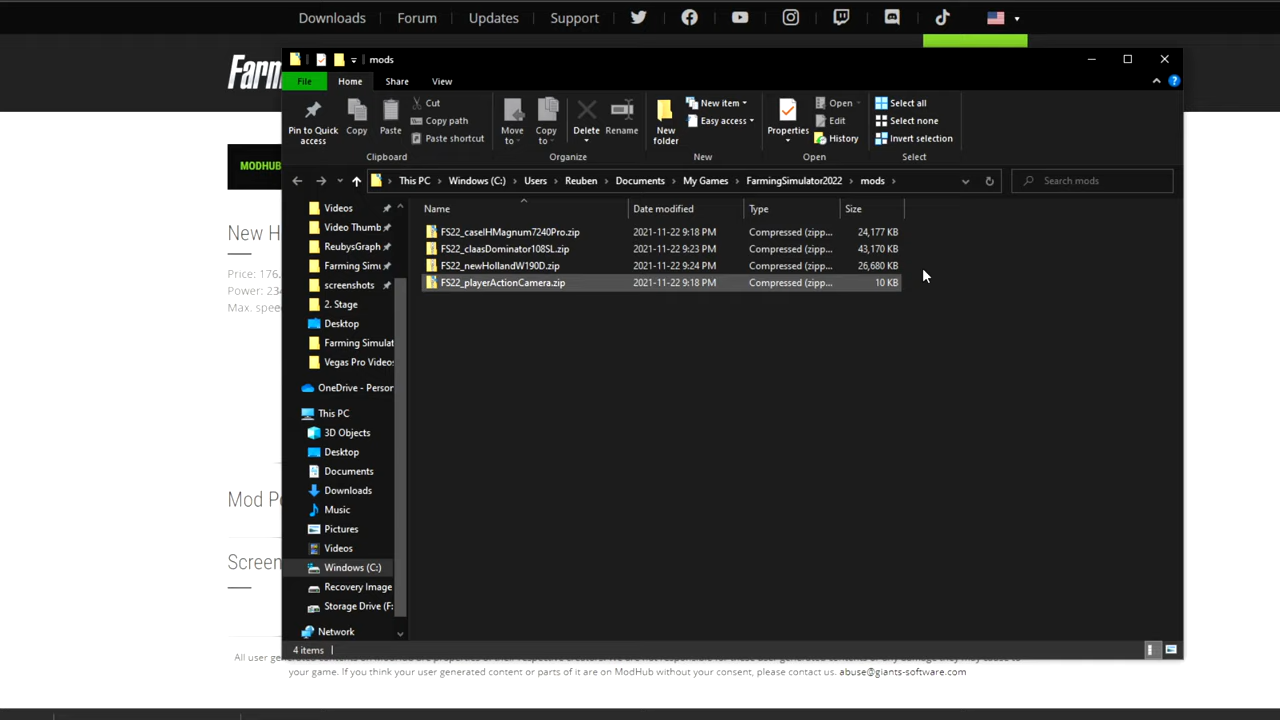 Downloads Forum Updates Support
Farm
mods
File Home Share View
Pin to Quick access
Copy
Paste
Cut
Copy path
Paste shortcut
Move to
Copy to
Delete
Rename
New folder
New item
Easy access
Properties
Open
Edit
History
Select all
Select none
Invert selection
Clipboard Organize New Open Select
This PC Windows (C:) Users Reuben Documents My Games FarmingSimulator2022 mods
Search mods
MODHUB
New H
Price: 176,
Power: 23
Max. spee
Mod Po
Screen
Videos
Video Thumb
ReubysGraph
Farming Simu
screenshots
2. Stage
Desktop
Farming Simulat
Vegas Pro Videos
OneDrive - Person
This PC
3D Objects
Desktop
Documents
Downloads
Music
Pictures
Videos
Windows (C:)
Recovery Image
Storage Drive (F:
Network
Name Date modified Type Size
FS22_caseIHMagnum7240Pro.zip 2021-11-22 9:18 PM Compressed (zipp... 24,177 KB
FS22_claasDominator108SL.zip 2021-11-22 9:23 PM Compressed (zipp... 43,170 KB
FS22_newHollandW190D.zip 2021-11-22 9:24 PM Compressed (zipp... 26,680 KB
FS22_playerActionCamera.zip 2021-11-22 9:18 PM Compressed (zipp... 10 KB
4 items
your game. If you think your user generated content or parts of it are on ModHub without your consent, please contact us. abuse@giants-software.com